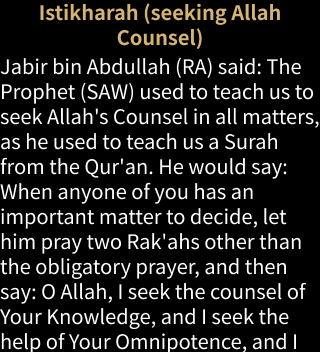 Istikharah (seeking Allah
Counsel)
Jabir bin Abdullah (RA) said: The
Prophet (SAW) used to teach us to
seek Allah's Counsel in all matters,
as he used to teach us a Surah
from the Qur'an. He would say:
When anyone of you has an
important matter to decide, let
him pray two Rak'ahs other than
the obligatory prayer, and then
say: O Allah, I seek the counsel of
Your Knowledge, and I seek the
help of Your Omnipotence, and I